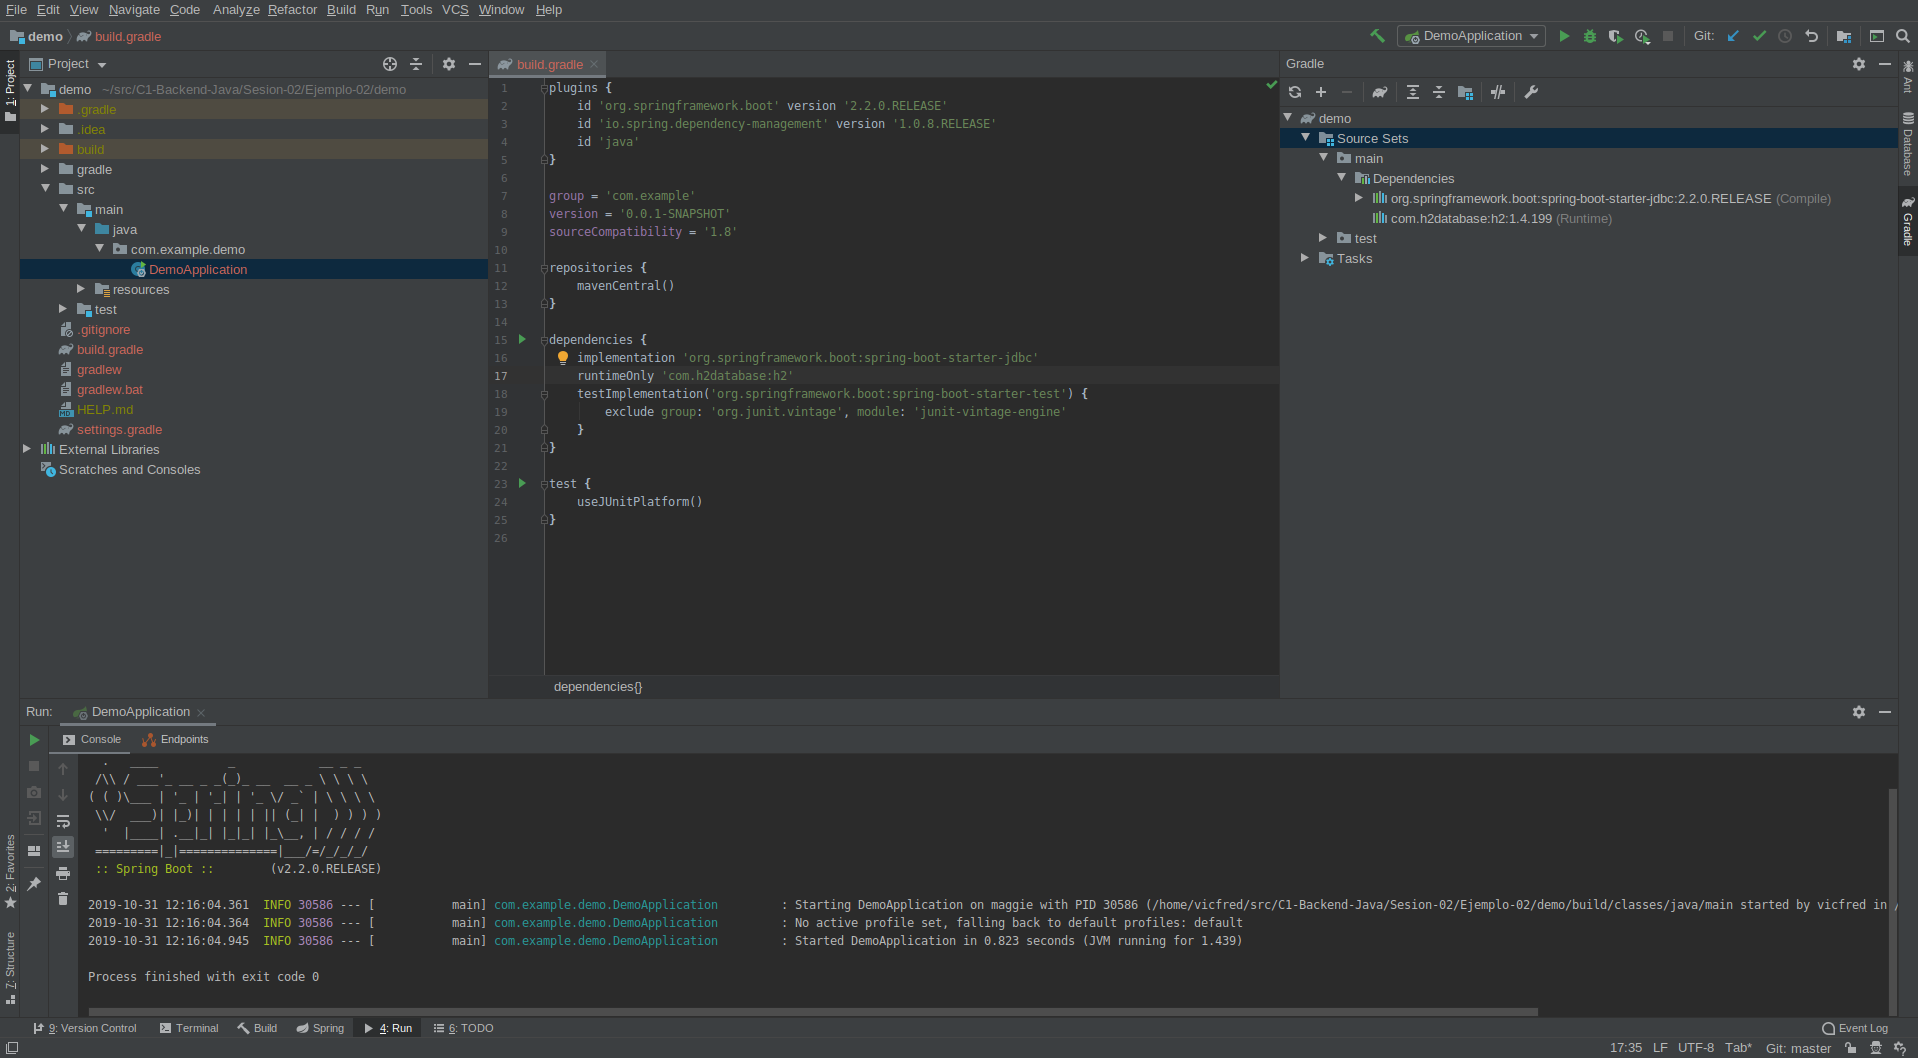 File Edit View Navigate Code Analyze Refactor Build Run Tools VCS Window Help
demo build.gradle
DemoApplication
Git:
1: Project
Project
demo ~/src/C1-Backend-Java/Sesion-02/Ejemplo-02/demo
.gradle
.idea
build
gradle
src
main
java
com.example.demo
DemoApplication
resources
test
.gitignore
build.gradle
gradlew
gradlew.bat
HELP.md
settings.gradle
External Libraries
Scratches and Consoles
build.gradle
1 plugins {
2 id 'org.springframework.boot' version '2.2.0.RELEASE'
3 id 'io.spring.dependency-management' version '1.0.8.RELEASE'
4 id 'java'
5 }
6
7 group = 'com.example'
8 version = '0.0.1-SNAPSHOT'
9 sourceCompatibility = '1.8'
10
11 repositories {
12 mavenCentral()
13 }
14
15 dependencies {
16 implementation 'org.springframework.boot:spring-boot-starter-jdbc'
17 runtimeOnly 'com.h2database:h2'
18 testImplementation('org.springframework.boot:spring-boot-starter-test') {
19 exclude group: 'org.junit.vintage', module: 'junit-vintage-engine'
20 }
21 }
22
23 test {
24 useJUnitPlatform()
25 }
26
dependencies{}
Gradle
demo
Source Sets
main
Dependencies
org.springframework.boot:spring-boot-starter-jdbc:2.2.0.RELEASE (Compile)
com.h2database:h2:1.4.199 (Runtime)
test
Tasks
Ant
Database
Gradle
Run: DemoApplication
Console Endpoints
  .   ____          _            __ _ _
 /\\ / ___'_ __ _ _(_)_ __  __ _ \ \ \ \
( ( )\___ | '_ | '_| | '_ \/ _` | \ \ \ \
 \\/  ___)| |_)| | | | | || (_| |  ) ) ) )
  '  |____| .__|_| |_|_| |_\__, | / / / /
 =========|_|==============|___/=/_/_/_/
 :: Spring Boot ::        (v2.2.0.RELEASE)
2019-10-31 12:16:04.361 INFO 30586 --- [ main] com.example.demo.DemoApplication : Starting DemoApplication on maggie with PID 30586 (/home/vicfred/src/C1-Backend-Java/Sesion-02/Ejemplo-02/demo/build/classes/java/main started by vicfred in /
2019-10-31 12:16:04.364 INFO 30586 --- [ main] com.example.demo.DemoApplication : No active profile set, falling back to default profiles: default
2019-10-31 12:16:04.945 INFO 30586 --- [ main] com.example.demo.DemoApplication : Started DemoApplication in 0.823 seconds (JVM running for 1.439)
Process finished with exit code 0
2: Favorites
7: Structure
9: Version Control Terminal Build Spring 4: Run 6: TODO
Event Log
17:35 LF UTF-8 Tab* Git: master